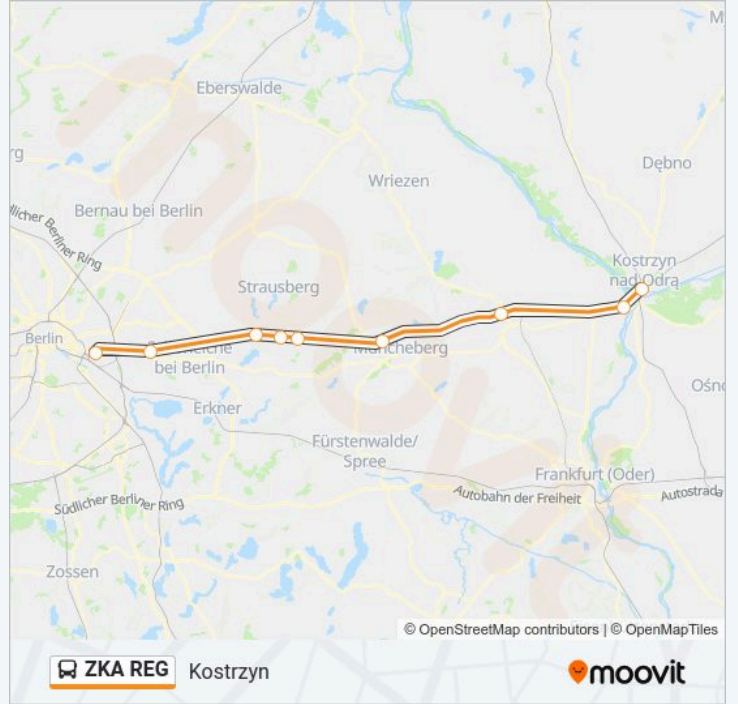 M
Eberswalde
rg
Dębno
Wriezen
Bernau bei Berlin
dlicher Berliner Ring
Kostrzyn
nad Odrą
Strausberg
Berlin
Müncheberg
bei Berlin
Ośno
Erkner
Fürstenwalde/
Spree
Frankfurt (Oder)
Autobahn der Freiheit
Autostrada
Südlicher Berliner Ring
Zossen
© OpenStreetMap contributors | © OpenMapTiles
ZKA REG Kostrzyn
moovit